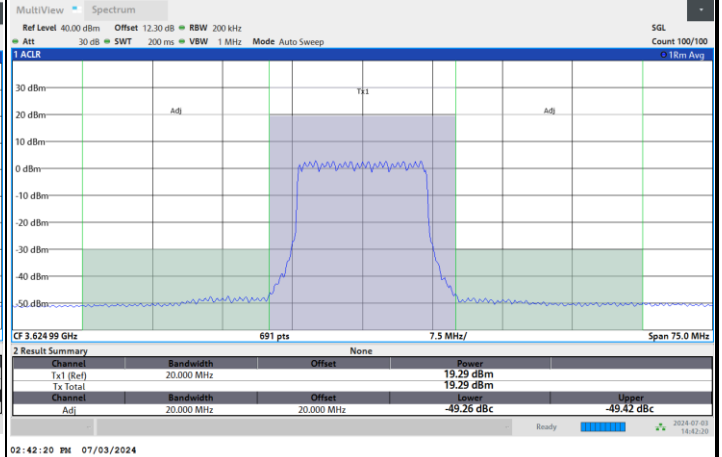 MultiView Spectrum
Ref Level 40.00 dBm Offset 12.30 dB RBW 200 kHz SGL
Att 30 dB SWT 200 ms VBW 1 MHz Mode Auto Sweep Count 100/100
1 ACLR 1Rm Avg
30 dBm
Tx1
20 dBm
Adj Adj
10 dBm
0 dBm
-10 dBm
-20 dBm
-30 dBm
-40 dBm
-50 dBm
CF 3.624 99 GHz 691 pts 7.5 MHz/ Span 75.0 MHz
2 Result Summary None
Channel Bandwidth Offset Power
Tx1 (Ref) 20.000 MHz 19.29 dBm
Tx Total 19.29 dBm
Channel Bandwidth Offset Lower Upper
Adj 20.000 MHz 20.000 MHz -49.26 dBc -49.42 dBc
Ready 2024-07-03
14:42:20
02:42:20 PM 07/03/2024